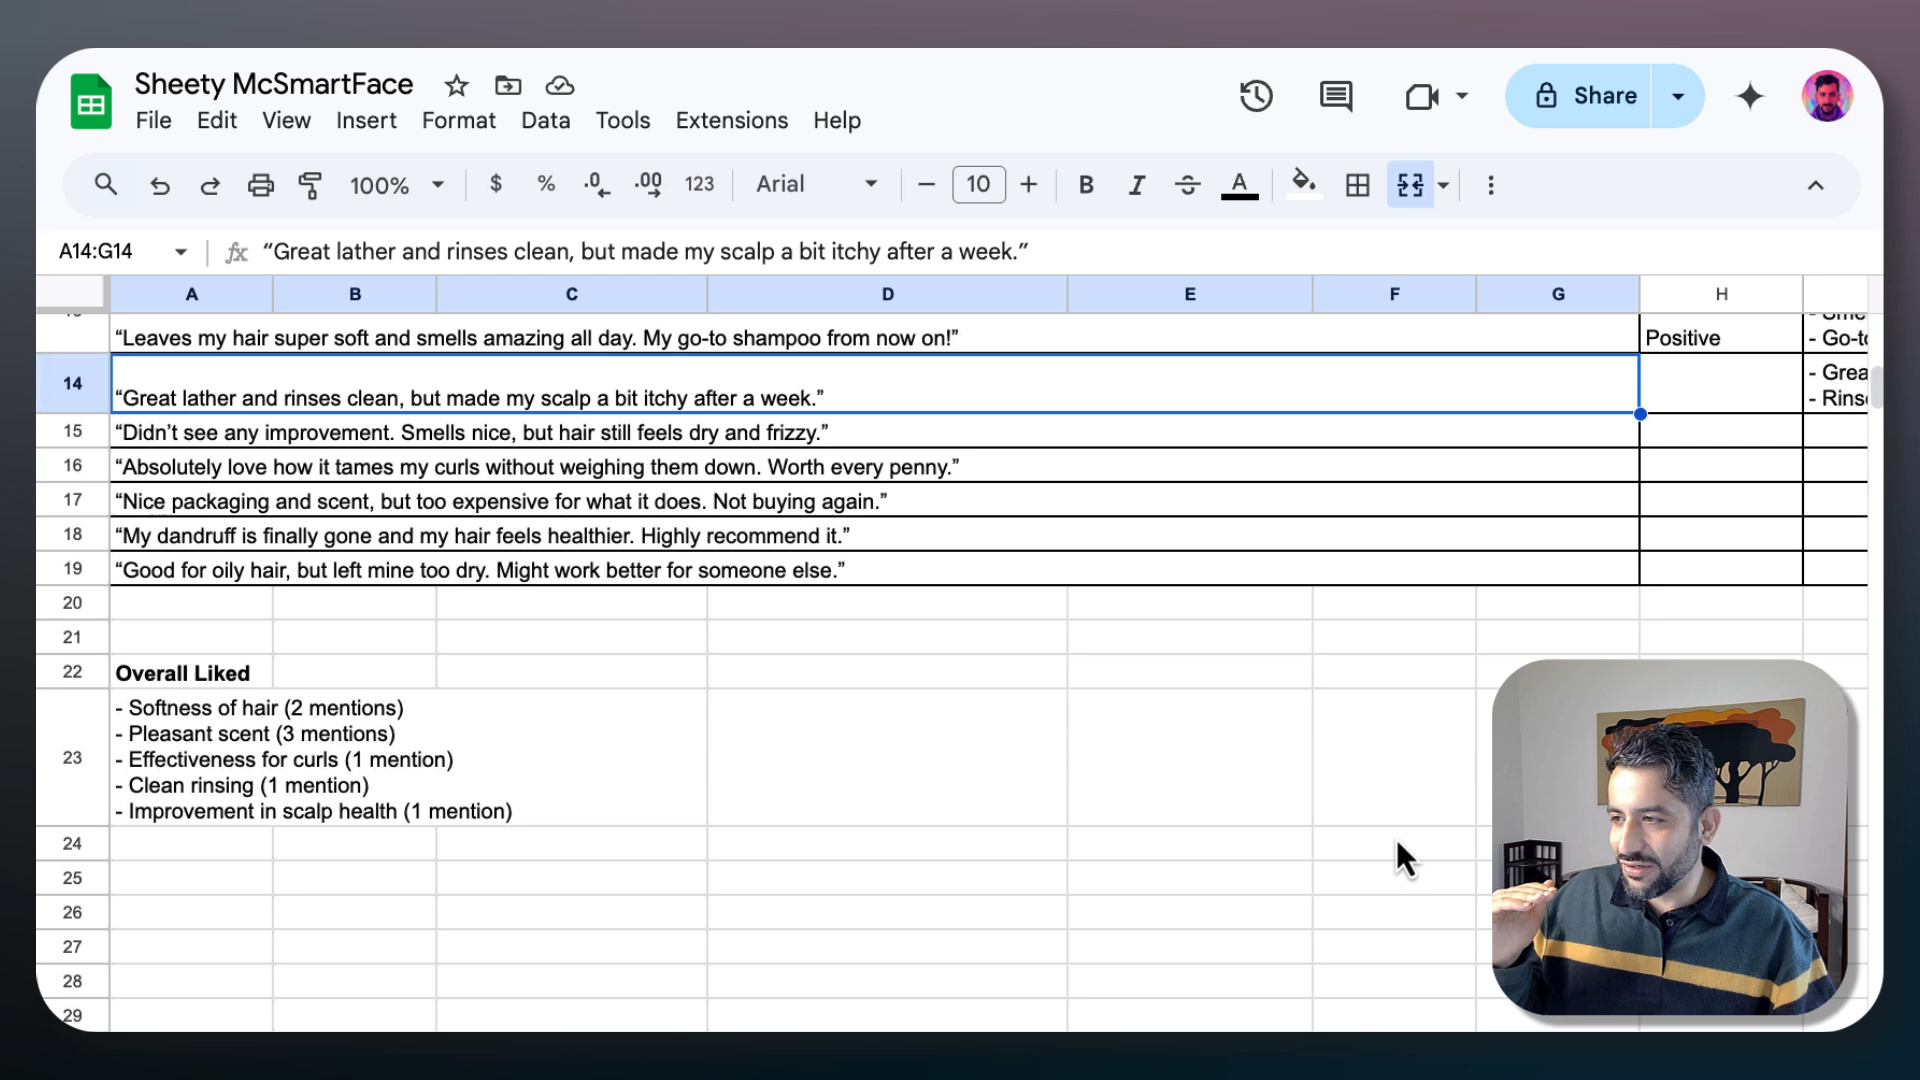 Sheety McSmartFace
File Edit View Insert Format Data Tools Extensions Help
Share
100% $ % .0 .00 123 Arial 10 B I A
A14:G14 fx “Great lather and rinses clean, but made my scalp a bit itchy after a week.”
A B C D E F G H
“Leaves my hair super soft and smells amazing all day. My go-to shampoo from now on!” Positive
14 “Great lather and rinses clean, but made my scalp a bit itchy after a week.”
15 “Didn’t see any improvement. Smells nice, but hair still feels dry and frizzy.”
16 “Absolutely love how it tames my curls without weighing them down. Worth every penny.”
17 “Nice packaging and scent, but too expensive for what it does. Not buying again.”
18 “My dandruff is finally gone and my hair feels healthier. Highly recommend it.”
19 “Good for oily hair, but left mine too dry. Might work better for someone else.”
20
21
22 Overall Liked
- Softness of hair (2 mentions)
- Pleasant scent (3 mentions)
23 - Effectiveness for curls (1 mention)
- Clean rinsing (1 mention)
- Improvement in scalp health (1 mention)
24
25
26
27
28
29